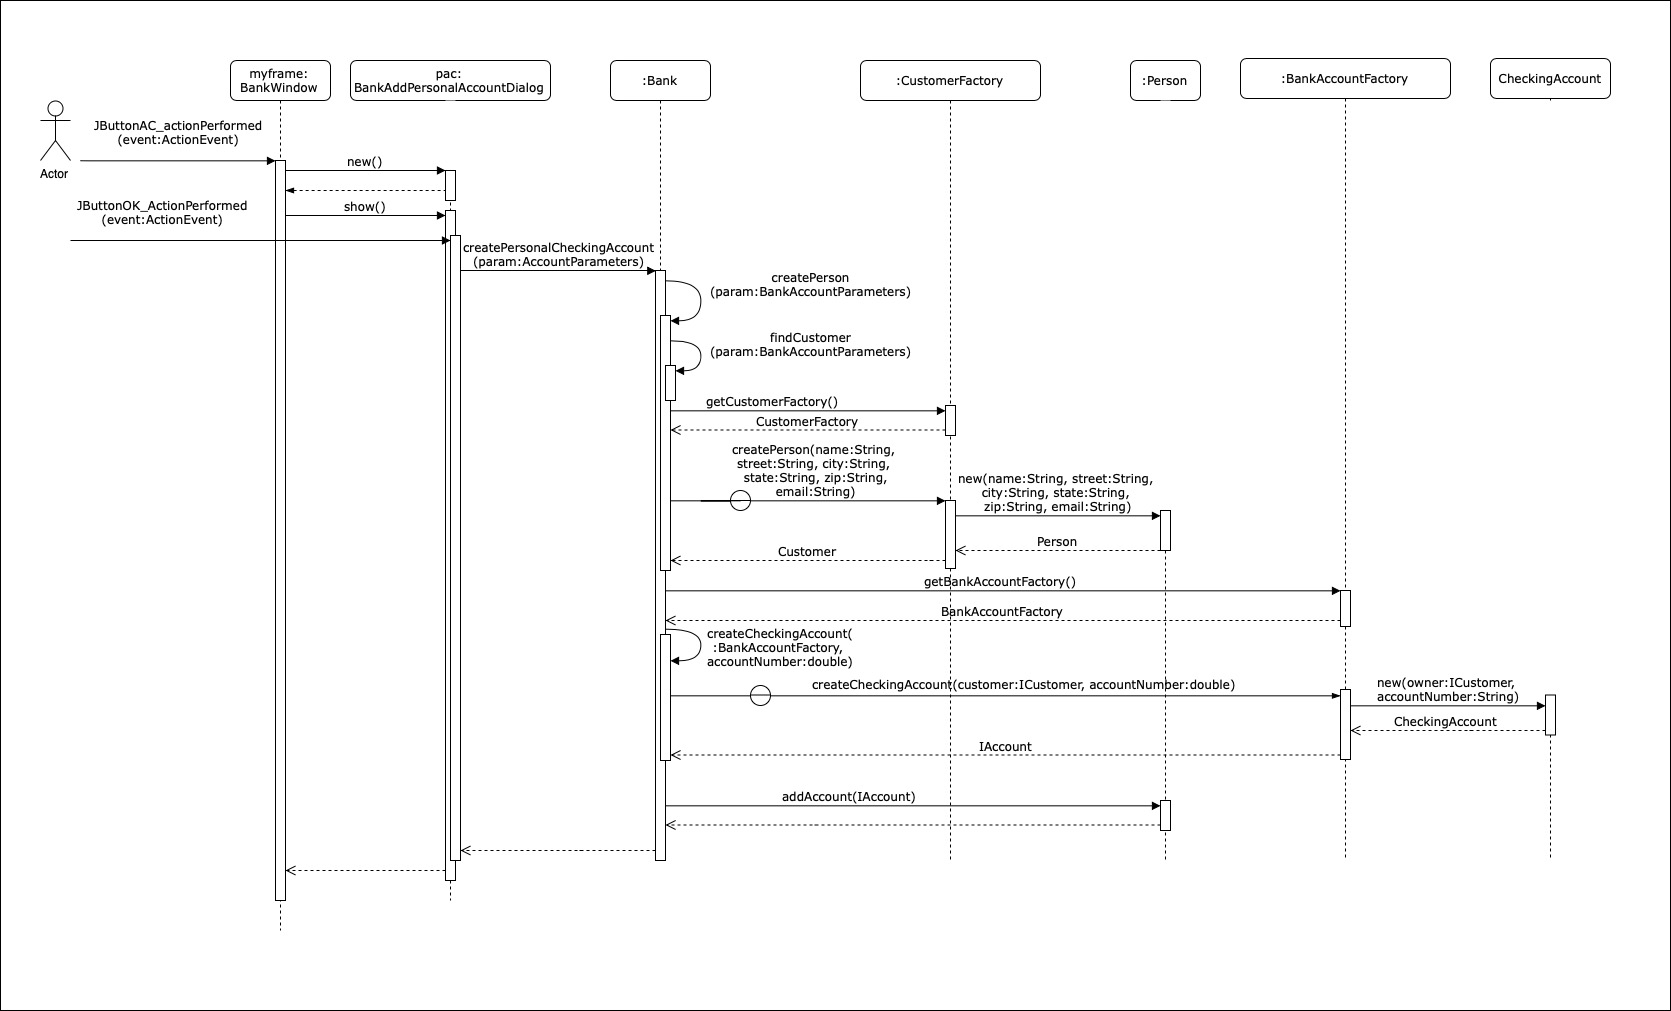 myframe:
BankWindow
pac:
BankAddPersonalAccountDialog
:Bank
:CustomerFactory
:Person
:BankAccountFactory
CheckingAccount
Actor
JButtonAC_actionPerformed
(event:ActionEvent)
new()
JButtonOK_ActionPerformed
(event:ActionEvent)
show()
createPersonalCheckingAccount
(param:AccountParameters)
createPerson
(param:BankAccountParameters)
findCustomer
(param:BankAccountParameters)
getCustomerFactory()
CustomerFactory
createPerson(name:String,
street:String, city:String,
state:String, zip:String,
email:String)
new(name:String, street:String,
city:String, state:String,
zip:String, email:String)
Person
Customer
getBankAccountFactory()
BankAccountFactory
createCheckingAccount(
:BankAccountFactory,
accountNumber:double)
createCheckingAccount(customer:ICustomer, accountNumber:double)
new(owner:ICustomer,
accountNumber:String)
CheckingAccount
IAccount
addAccount(IAccount)